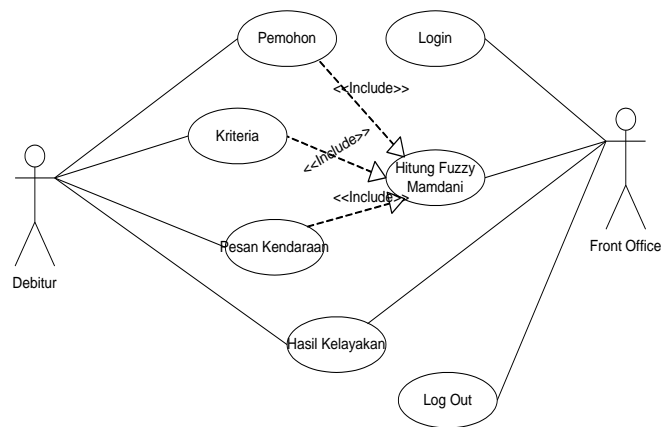 Pemohon
Login
<<Include>>
Kriteria
<<Include>>
Hitung Fuzzy
Mamdani
<<Include>>
Pesan Kendaraan
Debitur
Front Office
Hasil Kelayakan
Log Out